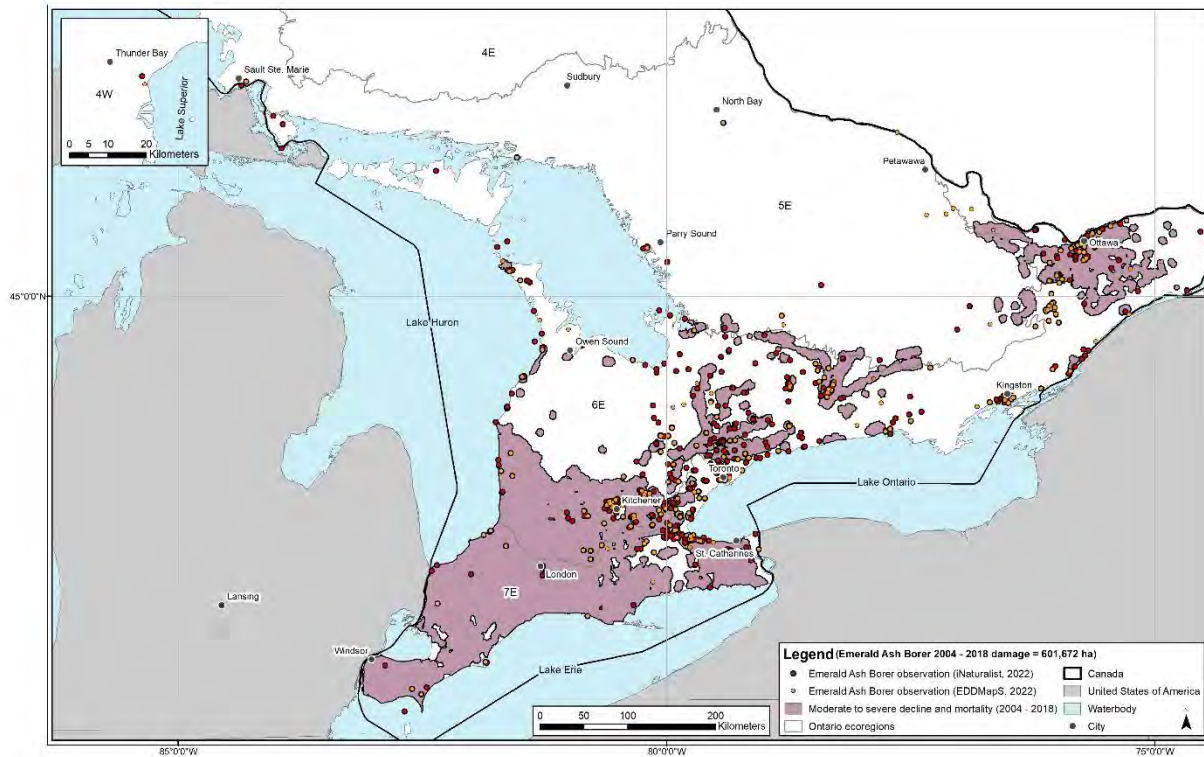 Thunder Bay
4W
Lake Superior
0 5 10 20
Kilometers
Sault Ste. Marie
4E
Sudbury
North Bay
Petawawa
5E
Parry Sound
Ottawa
45°0'0"N
Lake Huron
Owen Sound
Kingston
6E
Toronto
Lake Ontario
Kitchener
St. Catharines
London
7E
Lansing
Windsor
Lake Erie
0 50 100 200
Kilometers
Legend (Emerald Ash Borer 2004 - 2018 damage = 601,672 ha)
Emerald Ash Borer observation (iNaturalist, 2022)
Emerald Ash Borer observation (EDDMapS, 2022)
Moderate to severe decline and mortality (2004 - 2018)
Ontario ecoregions
Canada
United States of America
Waterbody
City
85°0'0"W
80°0'0"W
75°0'0"W